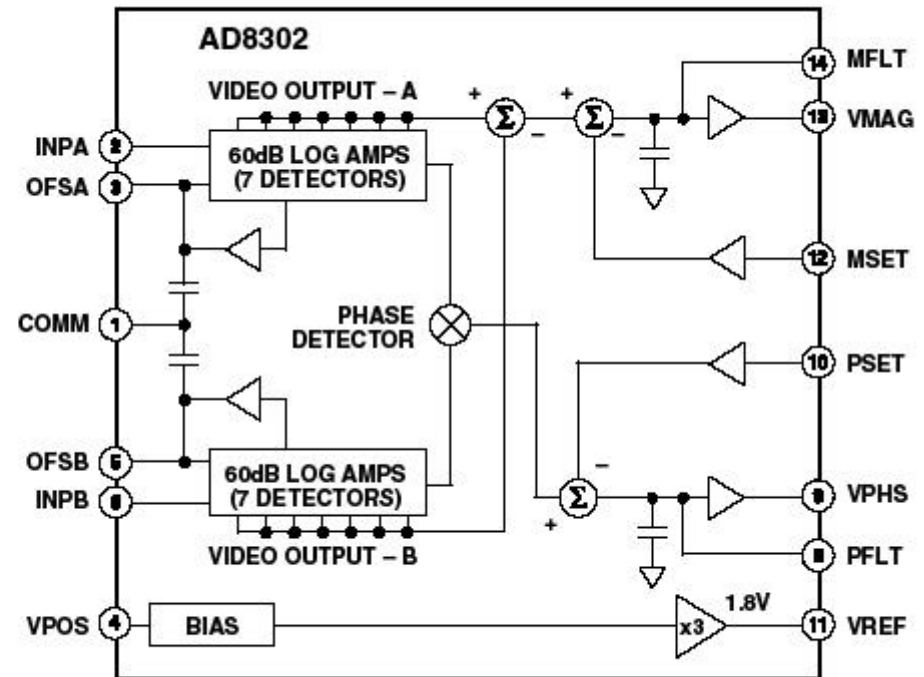 AD8302
VIDEO OUTPUT – A
+
Σ
–
+
Σ
–
14 MFLT
13 VMAG
INPA 2
OFSA 3
60dB LOG AMPS
(7 DETECTORS)
12 MSET
COMM 1
PHASE
DETECTOR
10 PSET
OFSB 5
INPB 6
60dB LOG AMPS
(7 DETECTORS)
–
Σ
+
9 VPHS
VIDEO OUTPUT – B
8 PFLT
VPOS 4
BIAS
x3
1.8V
11 VREF